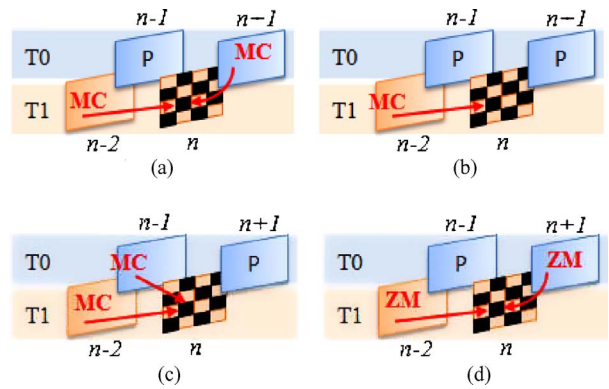 n-1 n−1
T0 P MC
T1 MC
n-2 n
(a)
n-1 n−1
T0 P P
T1 MC
n-2 n
(b)
n-1 n+1
T0 MC P
T1 MC
n-2 n
(c)
n-1 n+1
T0 P ZM
T1 ZM
n-2 n
(d)